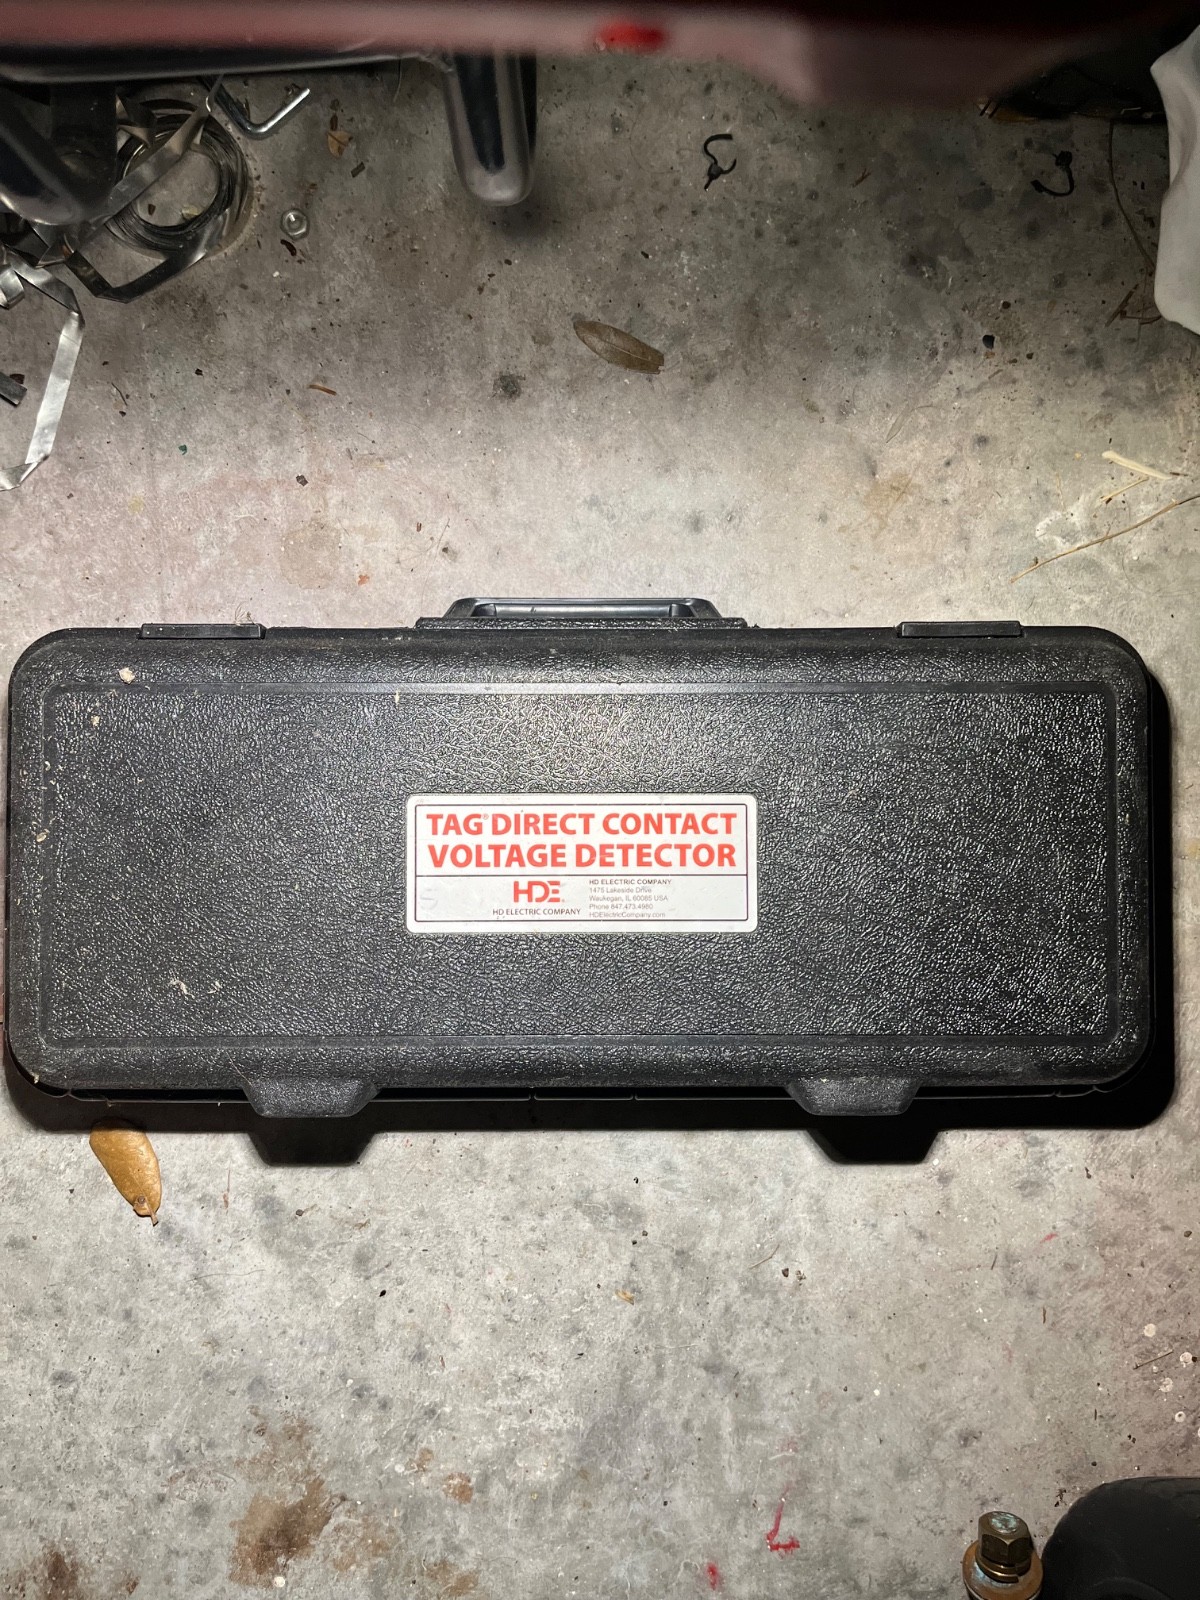 TAG® DIRECT CONTACT
VOLTAGE DETECTOR
HDE®
HD ELECTRIC COMPANY
HD ELECTRIC COMPANY
1475 Lakeside Drive
Waukegan, IL 60085 USA
Phone 847.473.4980
HDElectricCompany.com